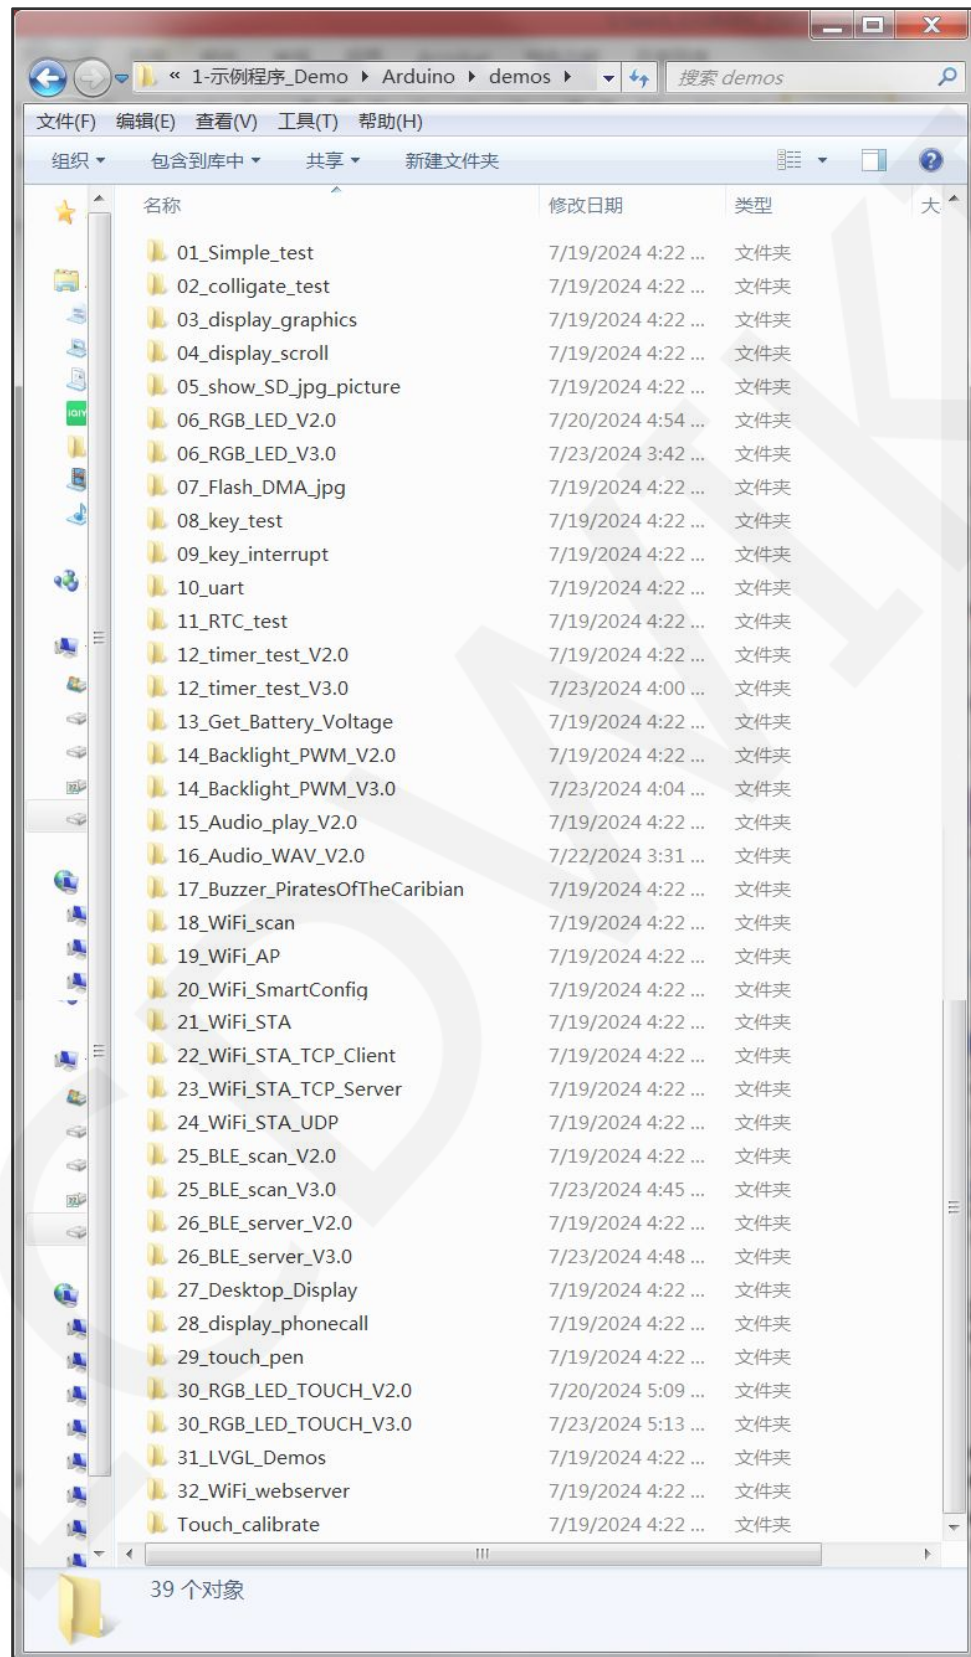 « 1-示例程序_Demo ▸ Arduino ▸ demos ▸ 搜索 demos
文件(F) 编辑(E) 查看(V) 工具(T) 帮助(H)
组织 包含到库中 共享 新建文件夹
名称 修改日期 类型 大
01_Simple_test 7/19/2024 4:22 ... 文件夹
02_colligate_test 7/19/2024 4:22 ... 文件夹
03_display_graphics 7/19/2024 4:22 ... 文件夹
04_display_scroll 7/19/2024 4:22 ... 文件夹
05_show_SD_jpg_picture 7/19/2024 4:22 ... 文件夹
06_RGB_LED_V2.0 7/20/2024 4:54 ... 文件夹
06_RGB_LED_V3.0 7/23/2024 3:42 ... 文件夹
07_Flash_DMA_jpg 7/19/2024 4:22 ... 文件夹
08_key_test 7/19/2024 4:22 ... 文件夹
09_key_interrupt 7/19/2024 4:22 ... 文件夹
10_uart 7/19/2024 4:22 ... 文件夹
11_RTC_test 7/19/2024 4:22 ... 文件夹
12_timer_test_V2.0 7/19/2024 4:22 ... 文件夹
12_timer_test_V3.0 7/23/2024 4:00 ... 文件夹
13_Get_Battery_Voltage 7/19/2024 4:22 ... 文件夹
14_Backlight_PWM_V2.0 7/19/2024 4:22 ... 文件夹
14_Backlight_PWM_V3.0 7/23/2024 4:04 ... 文件夹
15_Audio_play_V2.0 7/19/2024 4:22 ... 文件夹
16_Audio_WAV_V2.0 7/22/2024 3:31 ... 文件夹
17_Buzzer_PiratesOfTheCaribian 7/19/2024 4:22 ... 文件夹
18_WiFi_scan 7/19/2024 4:22 ... 文件夹
19_WiFi_AP 7/19/2024 4:22 ... 文件夹
20_WiFi_SmartConfig 7/19/2024 4:22 ... 文件夹
21_WiFi_STA 7/19/2024 4:22 ... 文件夹
22_WiFi_STA_TCP_Client 7/19/2024 4:22 ... 文件夹
23_WiFi_STA_TCP_Server 7/19/2024 4:22 ... 文件夹
24_WiFi_STA_UDP 7/19/2024 4:22 ... 文件夹
25_BLE_scan_V2.0 7/19/2024 4:22 ... 文件夹
25_BLE_scan_V3.0 7/23/2024 4:45 ... 文件夹
26_BLE_server_V2.0 7/19/2024 4:22 ... 文件夹
26_BLE_server_V3.0 7/23/2024 4:48 ... 文件夹
27_Desktop_Display 7/19/2024 4:22 ... 文件夹
28_display_phonecall 7/19/2024 4:22 ... 文件夹
29_touch_pen 7/19/2024 4:22 ... 文件夹
30_RGB_LED_TOUCH_V2.0 7/20/2024 5:09 ... 文件夹
30_RGB_LED_TOUCH_V3.0 7/23/2024 5:13 ... 文件夹
31_LVGL_Demos 7/19/2024 4:22 ... 文件夹
32_WiFi_webserver 7/19/2024 4:22 ... 文件夹
Touch_calibrate 7/19/2024 4:22 ... 文件夹
39 个对象